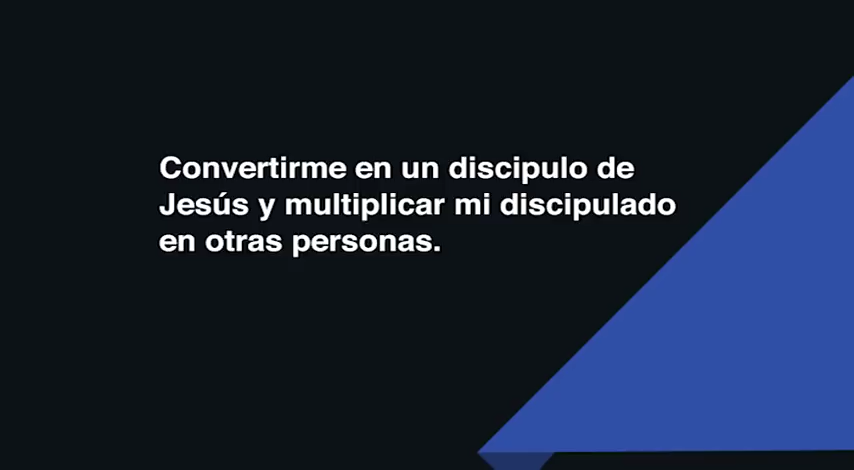 Convertirme en un discipulo de
Jesús y multiplicar mi discipulado
en otras personas.